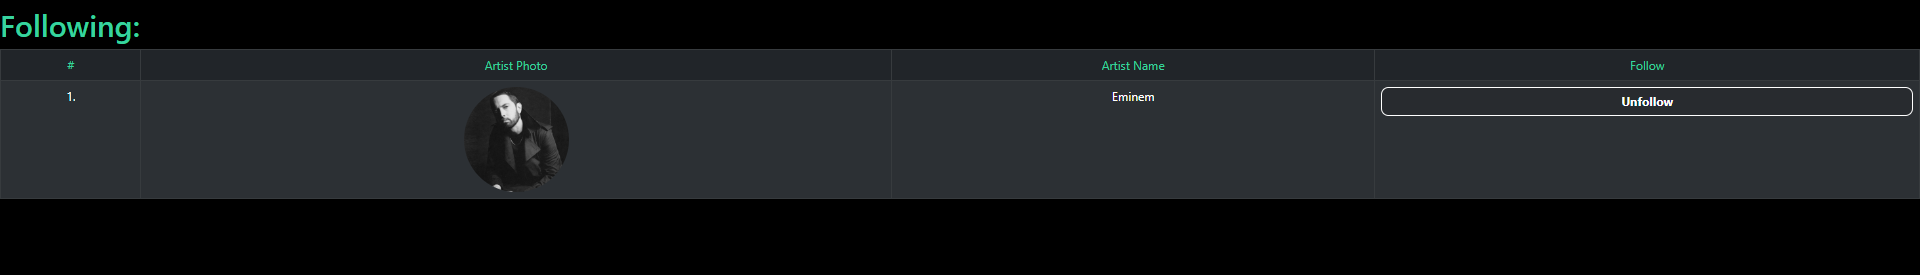 Following:
# Artist Photo Artist Name Follow
1. Eminem Unfollow